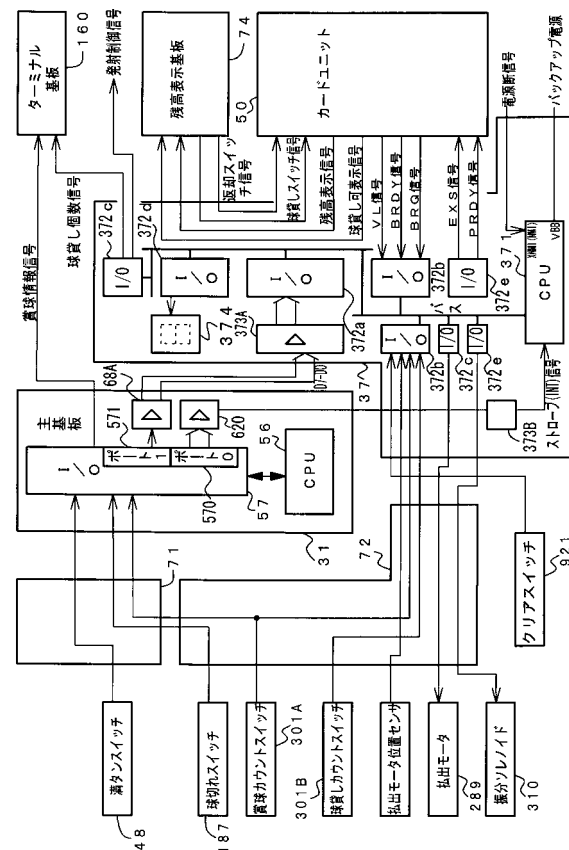 ターミナル
基板
160
発射制御信号
賞球情報信号
球貸し個数信号
残高表示基板
74
返却スイッ
チ信号
球貸しスイッチ信号
残高表示信号
球貸し可表示信号
カードユニット
50
VL信号
BRDY信号
BRQ信号
EXS信号
PRDY信号
電源断信号
バックアップ電源
I/O
372c
I/O
372d
374
I/O
372a
373A
I/O
372b
I/O
372e
バス
I/O
372b
I/O
372c
I/O
372e
37
XNMI(NMI)
CPU
371
VBB
ストローブ(INT)信号
373B
D7-D0
主基板
68A
620
571
570
I/O
ポート1
ポート0
57
CPU
56
31
71
72
満タンスイッチ
48
球切れスイッチ
187
賞球カウントスイッチ
301A
球貸しカウントスイッチ
301B
払出モータ位置センサ
払出モータ
289
振分ソレノイド
310
クリアスイッチ
921